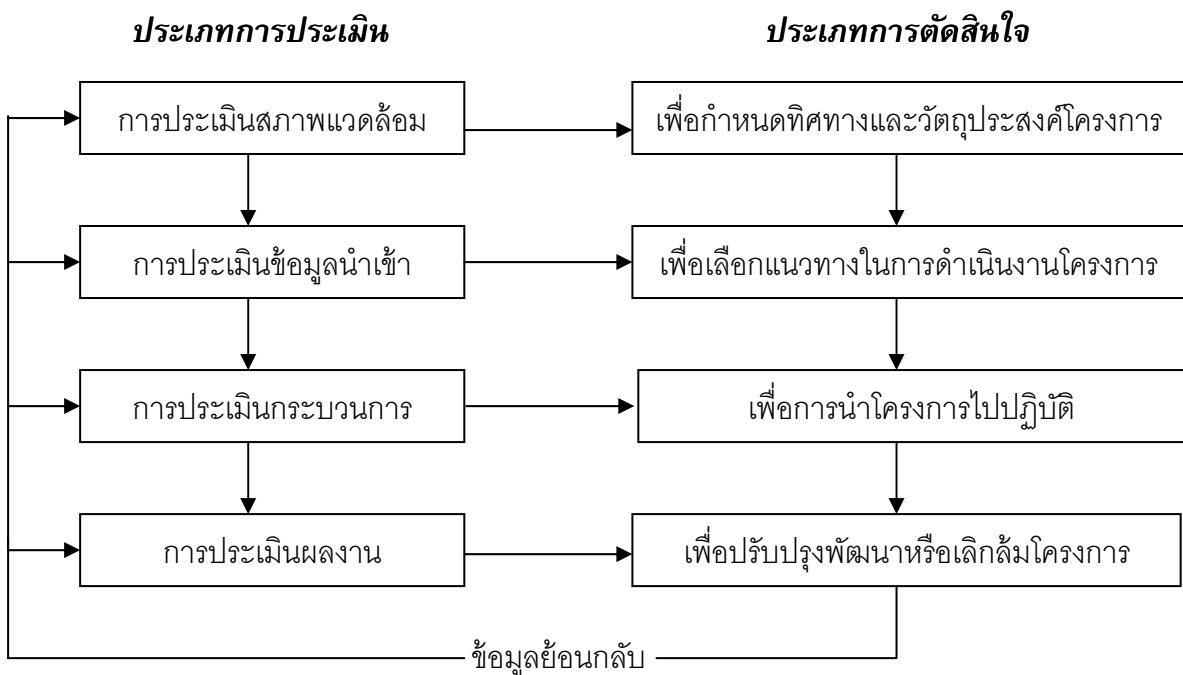 ประเภทการประเมิน
ประเภทการตัดสินใจ
การประเมินสภาพแวดล้อม
เพื่อกำหนดทิศทางและวัตถุประสงค์โครงการ
การประเมินข้อมูลนำเข้า
เพื่อเลือกแนวทางในการดำเนินงานโครงการ
การประเมินกระบวนการ
เพื่อการนำโครงการไปปฏิบัติ
การประเมินผลงาน
เพื่อปรับปรุงพัฒนาหรือเลิกล้มโครงการ
ข้อมูลย้อนกลับ